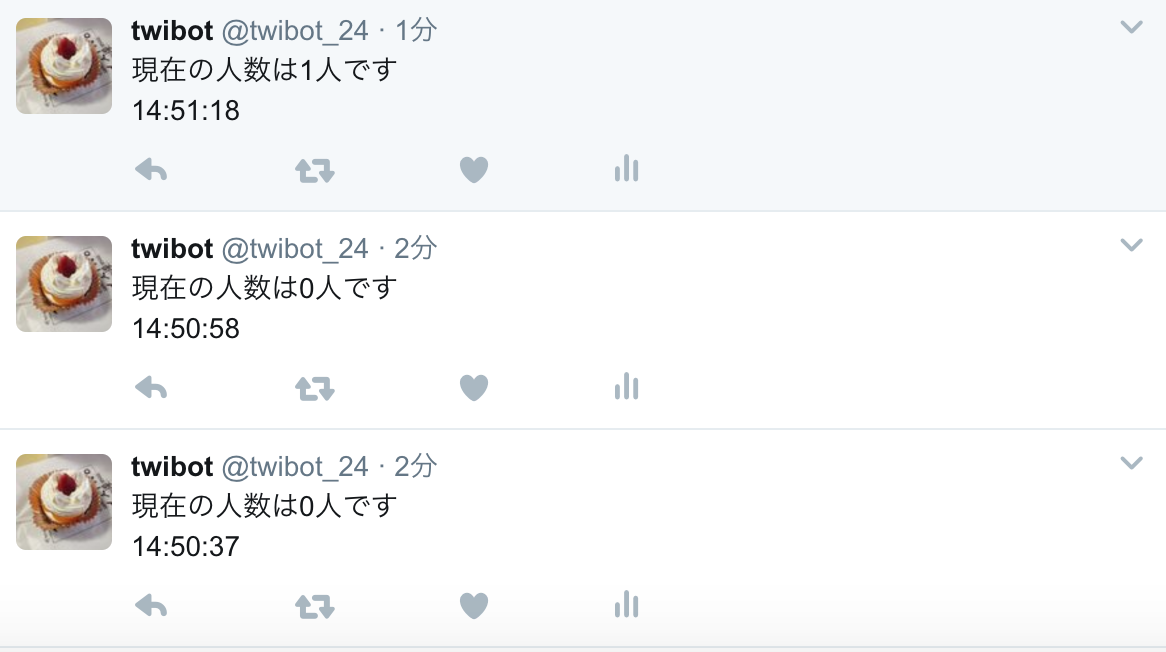 twibot @twibot_24 · 1分
現在の人数は1人です
14:51:18
twibot @twibot_24 · 2分
現在の人数は0人です
14:50:58
twibot @twibot_24 · 2分
現在の人数は0人です
14:50:37